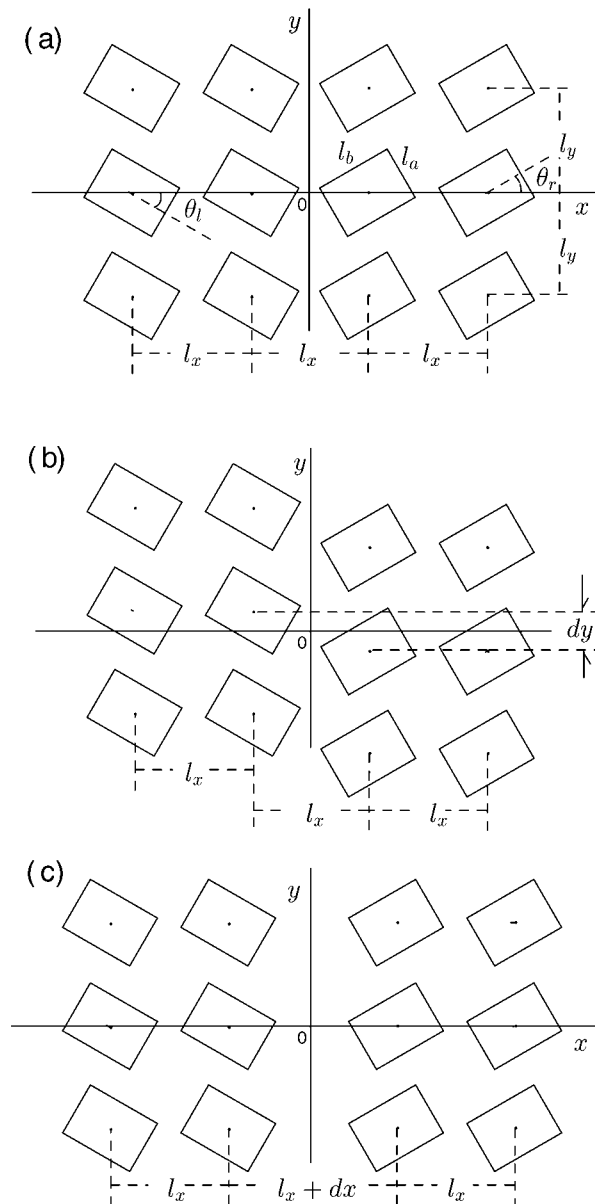 (a)
y
l_b l_a l_y
θ_l 0 θ_r x
l_y
l_x l_x l_x
(b)
y
0 dy
l_x
l_x l_x
(c)
y
0 x
l_x l_x + dx l_x